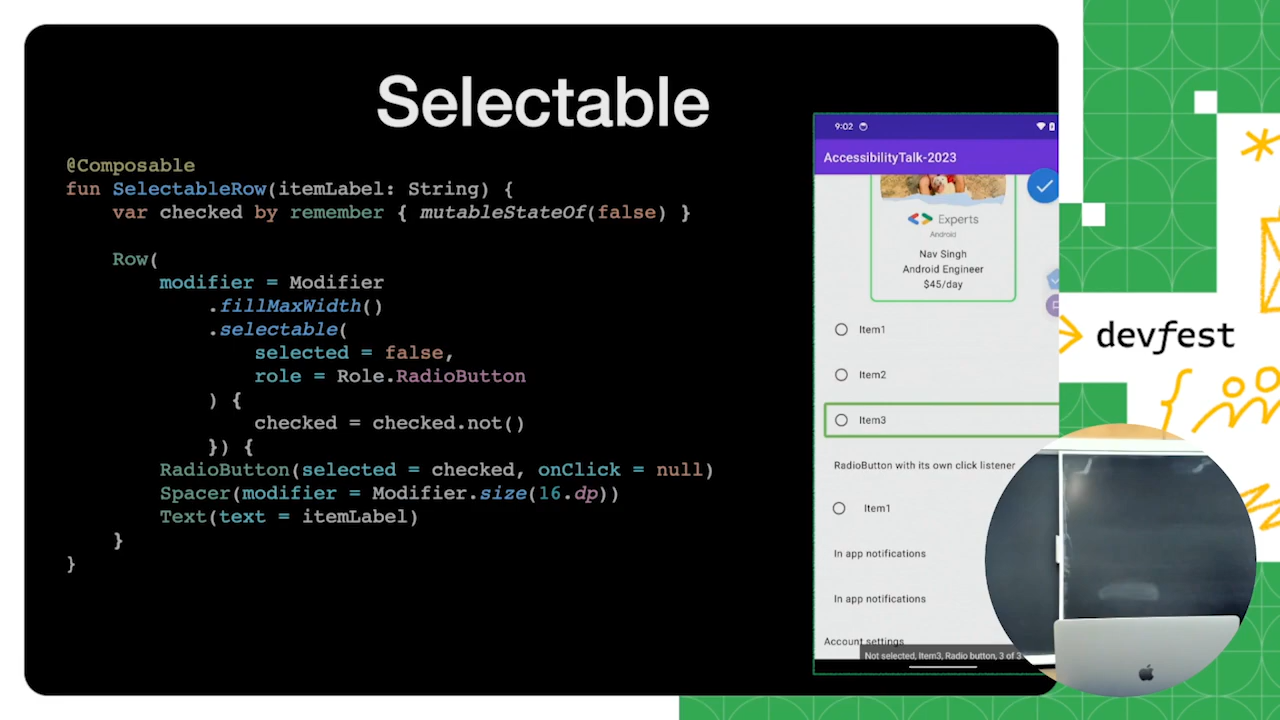 Selectable
@Composable
fun SelectableRow(itemLabel: String) {
var checked by remember { mutableStateOf(false) }
Row(
modifier = Modifier
.fillMaxWidth()
.selectable(
selected = false,
role = Role.RadioButton
) {
checked = checked.not()
}) {
RadioButton(selected = checked, onClick = null)
Spacer(modifier = Modifier.size(16.dp))
Text(text = itemLabel)
}
}
9:02
AccessibilityTalk-2023
Experts
Android
Nav Singh
Android Engineer
$45/day
Item1
Item2
Item3
RadioButton with its own click listener
Item1
In app notifications
In app notifications
Account settings
Not selected, Item3, Radio button, 3 of 3
devfest